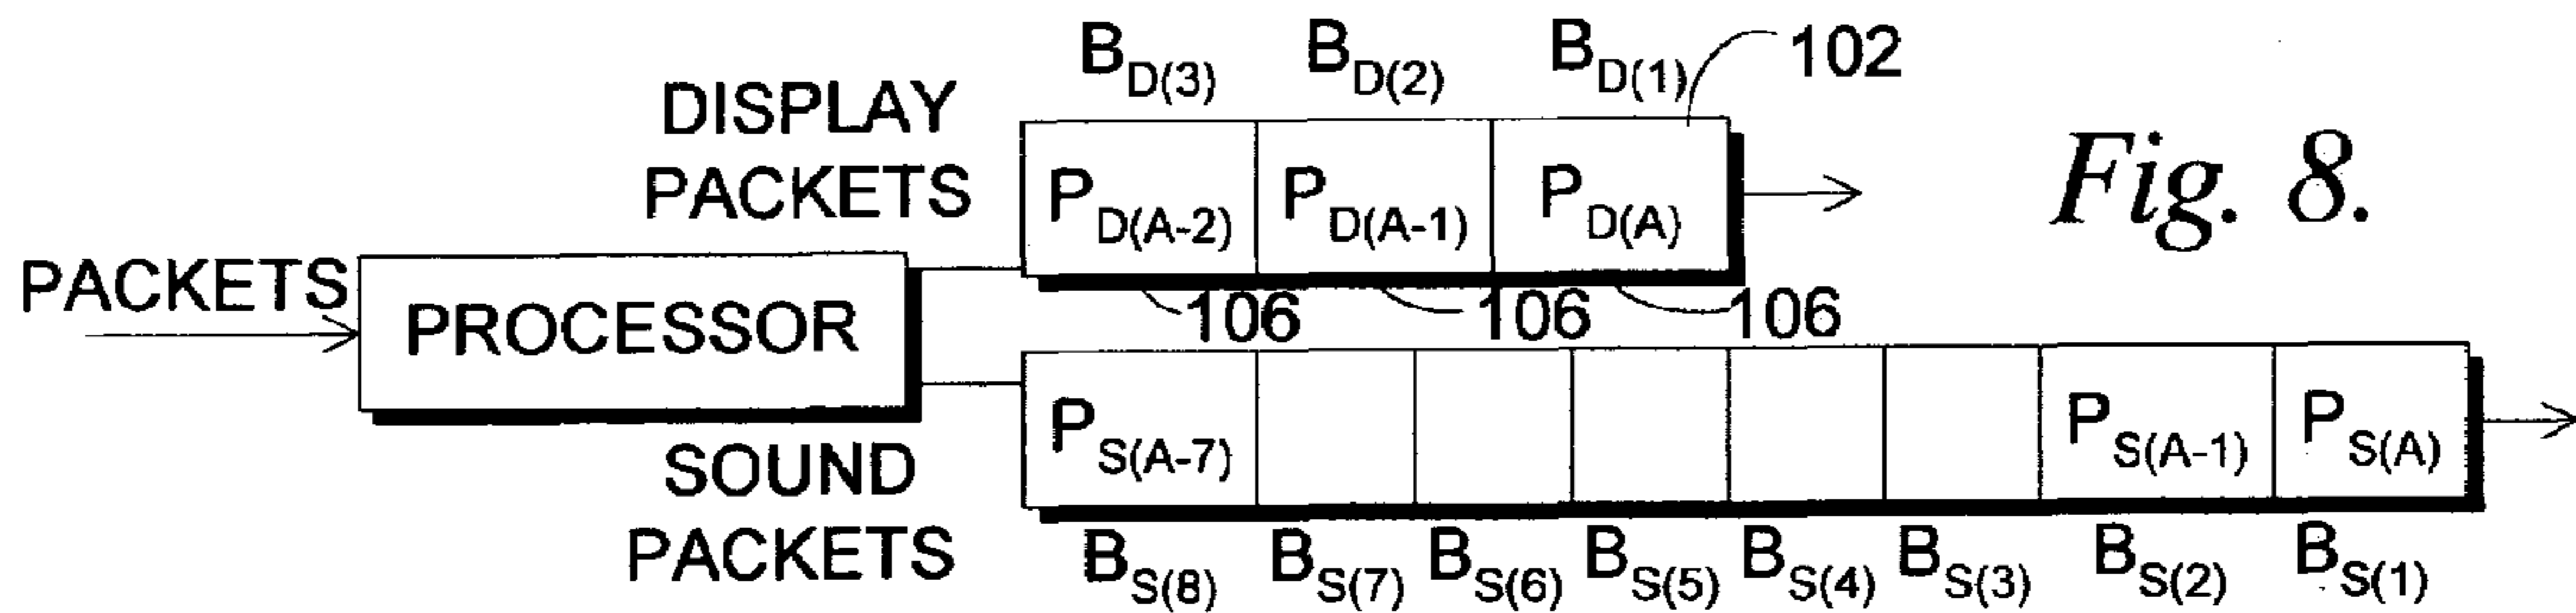 B_D(3) B_D(2) B_D(1) 102
DISPLAY
PACKETS
P_D(A-2) P_D(A-1) P_D(A)
Fig. 8.
PACKETS
PROCESSOR
106 106 106
SOUND
PACKETS
P_S(A-7) P_S(A-1) P_S(A)
B_S(8) B_S(7) B_S(6) B_S(5) B_S(4) B_S(3) B_S(2) B_S(1)